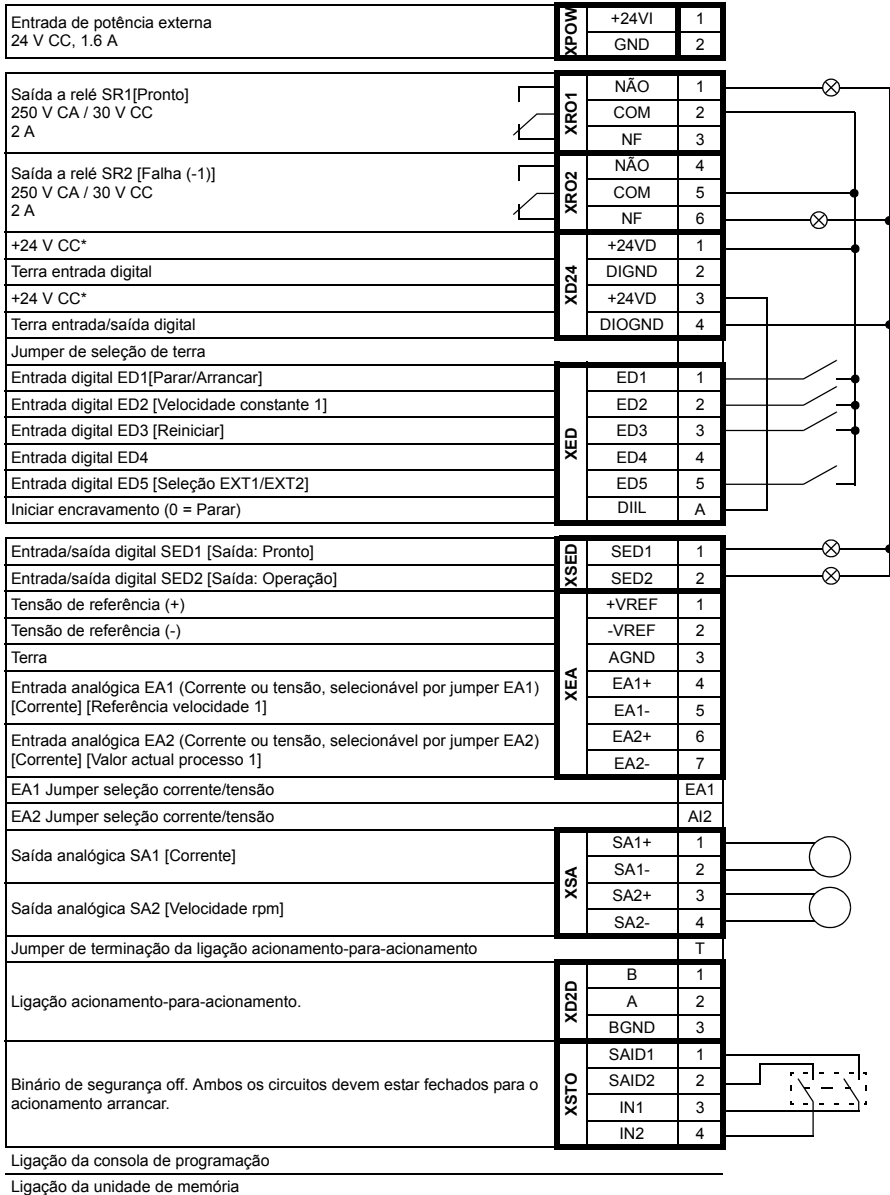 Entrada de potência externa
24 V CC, 1.6 A
XPOW
+24VI 1
GND 2
Saída a relé SR1[Pronto]
250 V CA / 30 V CC
2 A
XRO1
NÃO 1
COM 2
NF 3
Saída a relé SR2 [Falha (-1)]
250 V CA / 30 V CC
2 A
XRO2
NÃO 4
COM 5
NF 6
XD24
+24 V CC* +24VD 1
Terra entrada digital DIGND 2
+24 V CC* +24VD 3
Terra entrada/saída digital DIOGND 4
Jumper de seleção de terra
XED
Entrada digital ED1[Parar/Arrancar] ED1 1
Entrada digital ED2 [Velocidade constante 1] ED2 2
Entrada digital ED3 [Reiniciar] ED3 3
Entrada digital ED4 ED4 4
Entrada digital ED5 [Seleção EXT1/EXT2] ED5 5
Iniciar encravamento (0 = Parar) DIIL A
XSED
Entrada/saída digital SED1 [Saída: Pronto] SED1 1
Entrada/saída digital SED2 [Saída: Operação] SED2 2
XEA
Tensão de referência (+) +VREF 1
Tensão de referência (-) -VREF 2
Terra AGND 3
Entrada analógica EA1 (Corrente ou tensão, selecionável por jumper EA1)
[Corrente] [Referência velocidade 1]
EA1+ 4
EA1- 5
Entrada analógica EA2 (Corrente ou tensão, selecionável por jumper EA2)
[Corrente] [Valor actual processo 1]
EA2+ 6
EA2- 7
EA1 Jumper seleção corrente/tensão EA1
EA2 Jumper seleção corrente/tensão AI2
Saída analógica SA1 [Corrente]
XSA
SA1+ 1
SA1- 2
Saída analógica SA2 [Velocidade rpm]
SA2+ 3
SA2- 4
Jumper de terminação da ligação acionamento-para-acionamento T
Ligação acionamento-para-acionamento.
XD2D
B 1
A 2
BGND 3
Binário de segurança off. Ambos os circuitos devem estar fechados para o
acionamento arrancar.
XSTO
SAID1 1
SAID2 2
IN1 3
IN2 4
Ligação da consola de programação
Ligação da unidade de memória